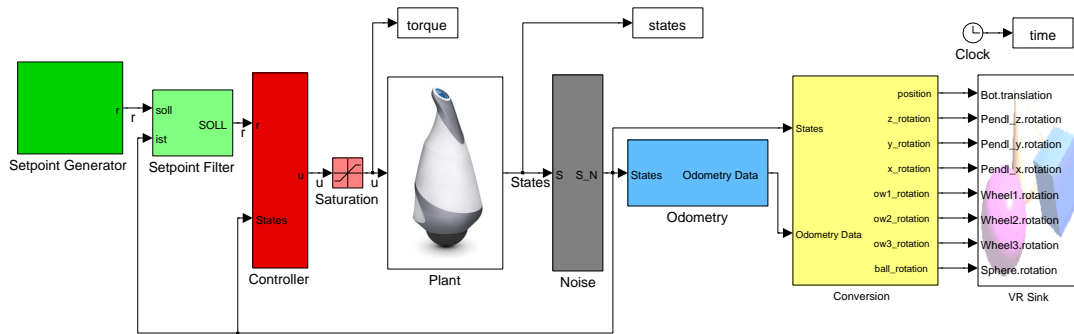 torque
states
Clock
time
r
r
Setpoint Generator
soll
ist
SOLL
r
Setpoint Filter
r
u
States
Controller
u
Saturation
u
Plant
States
S
S_N
Noise
States
Odometry Data
Odometry
States
Odometry Data
position
z_rotation
y_rotation
x_rotation
ow1_rotation
ow2_rotation
ow3_rotation
ball_rotation
Conversion
Bot.translation
Pendl_z.rotation
Pendl_y.rotation
Pendl_x.rotation
Wheel1.rotation
Wheel2.rotation
Wheel3.rotation
Sphere.rotation
VR Sink